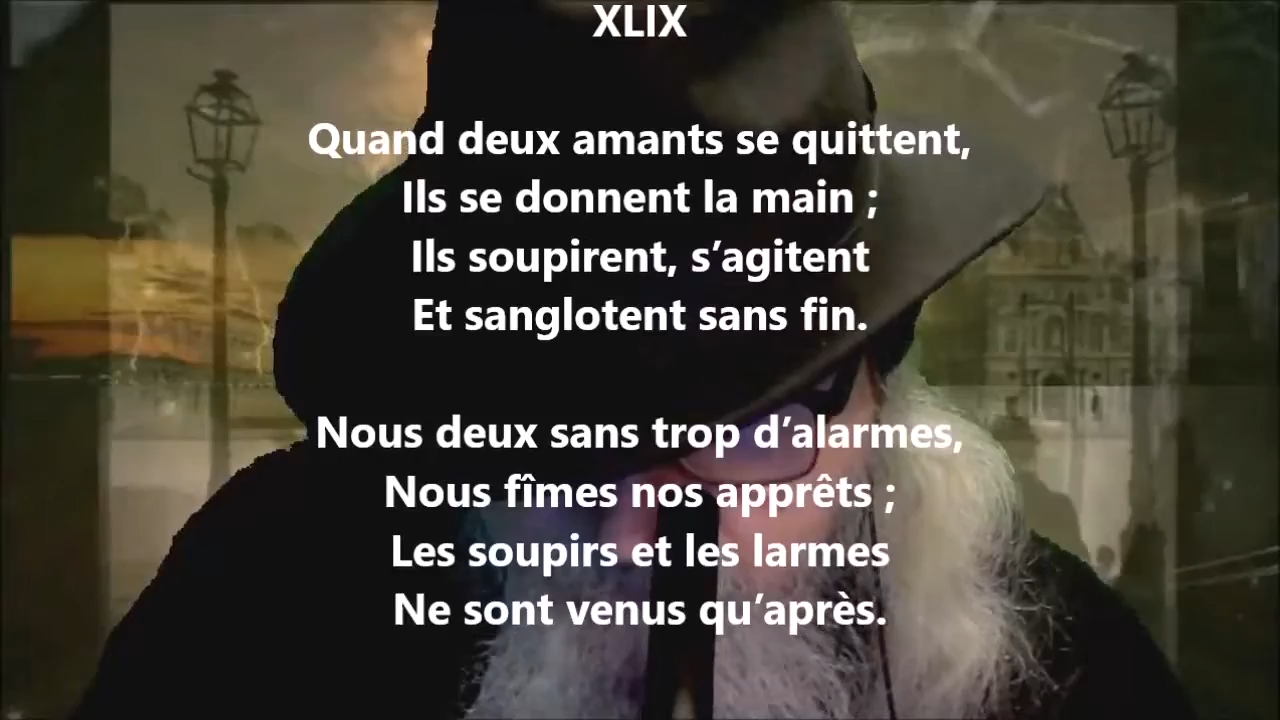 XLIX
Quand deux amants se quittent,
Ils se donnent la main ;
Ils soupirent, s’agitent
Et sanglotent sans fin.
Nous deux sans trop d’alarmes,
Nous fîmes nos apprêts ;
Les soupirs et les larmes
Ne sont venus qu’après.